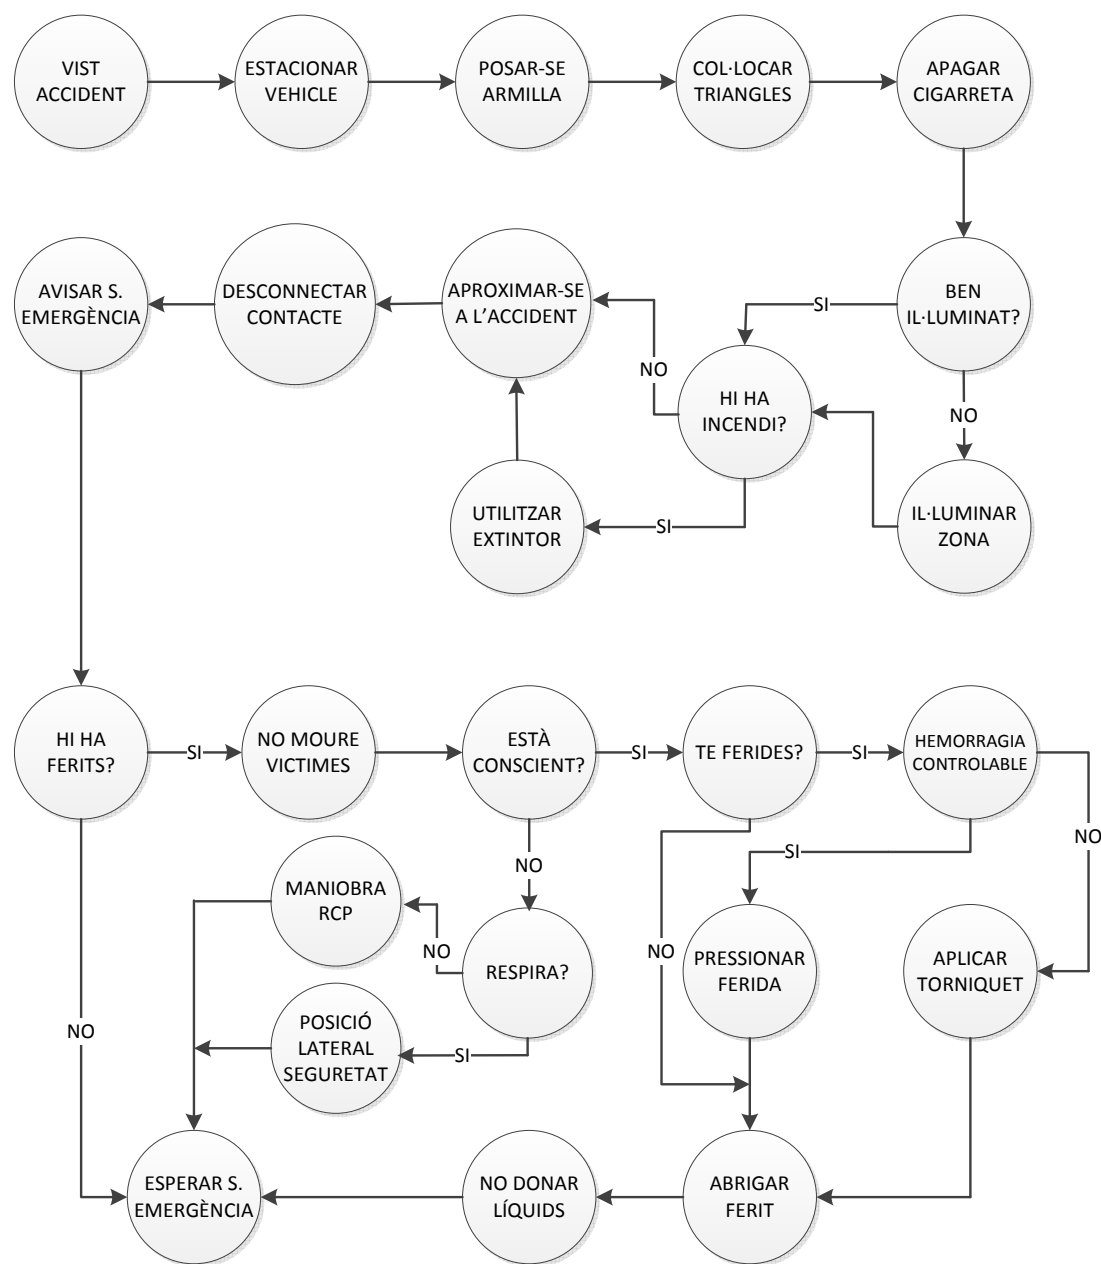 VIST
ACCIDENT
ESTACIONAR
VEHICLE
POSAR-SE
ARMILLA
COL·LOCAR
TRIANGLES
APAGAR
CIGARRETA
AVISAR S.
EMERGÈNCIA
DESCONNECTAR
CONTACTE
APROXIMAR-SE
A L'ACCIDENT
BEN
IL·LUMINAT?
SI
NO
HI HA
INCENDI?
NO
UTILITZAR
EXTINTOR
SI
IL·LUMINAR
ZONA
HI HA
FERITS?
SI
NO MOURE
VICTIMES
ESTÀ
CONSCIENT?
SI
TE FERIDES?
SI
HEMORRAGIA
CONTROLABLE
NO
SI
NO
MANIOBRA
RCP
NO
RESPIRA?
NO
PRESSIONAR
FERIDA
APLICAR
TORNIQUET
NO
POSICIÓ
LATERAL
SEGURETAT
SI
ESPERAR S.
EMERGÈNCIA
NO DONAR
LÍQUIDS
ABRIGAR
FERIT